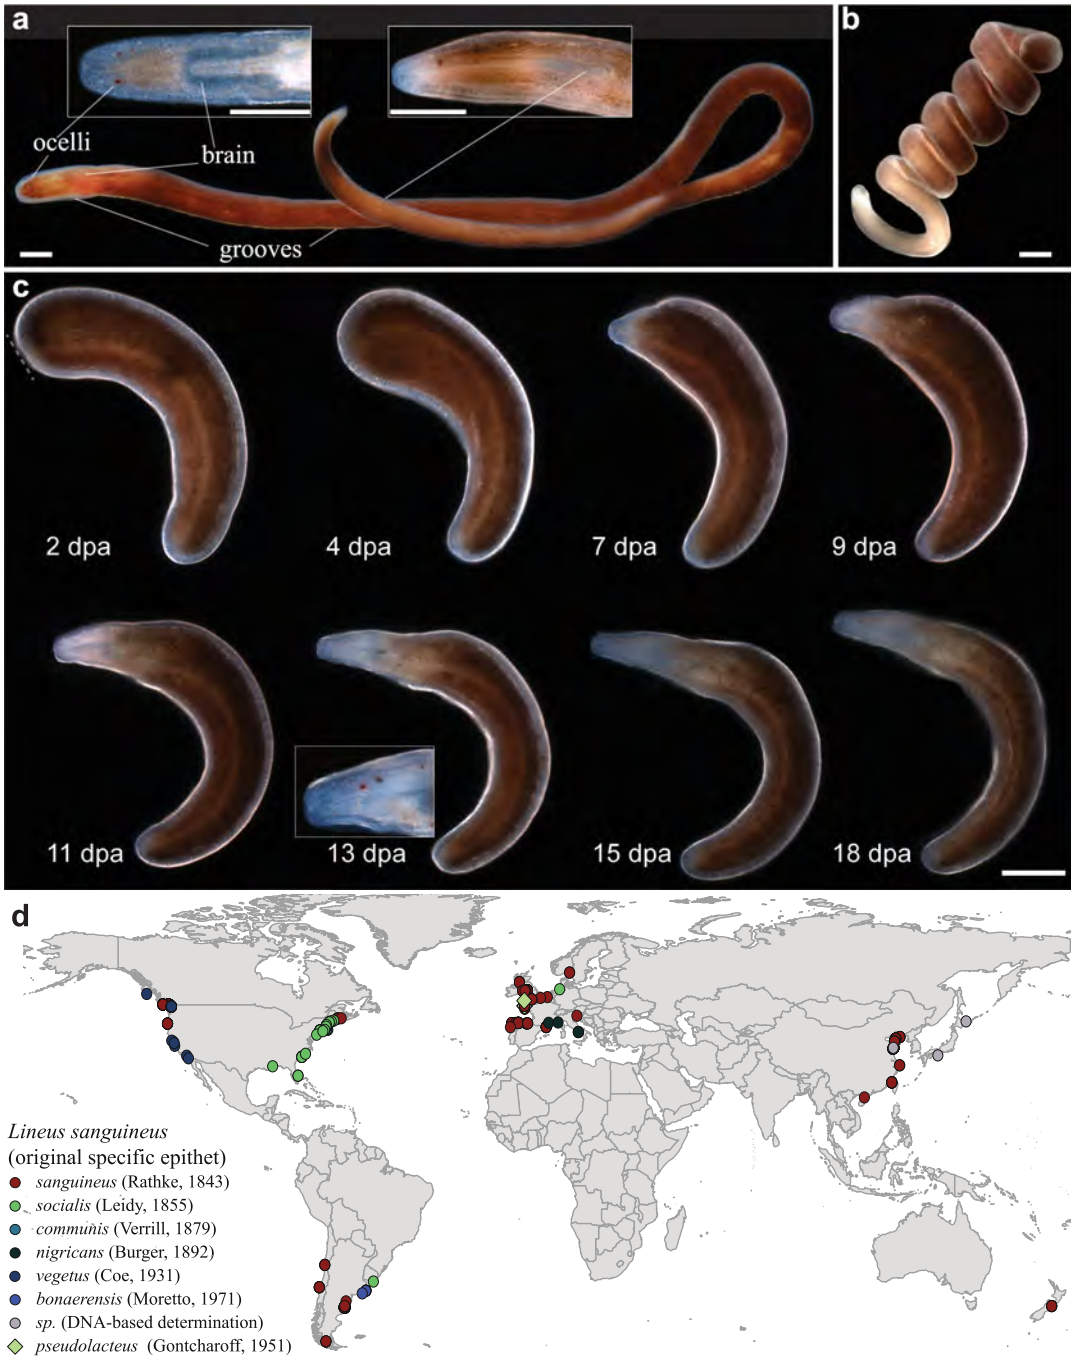 a
b
ocelli
brain
grooves
c
2 dpa
4 dpa
7 dpa
9 dpa
11 dpa
13 dpa
15 dpa
18 dpa
d
Lineus sanguineus
(original specific epithet)
sanguineus (Rathke, 1843)
socialis (Leidy, 1855)
communis (Verrill, 1879)
nigricans (Burger, 1892)
vegetus (Coe, 1931)
bonaerensis (Moretto, 1971)
sp. (DNA-based determination)
pseudolacteus (Gontcharoff, 1951)